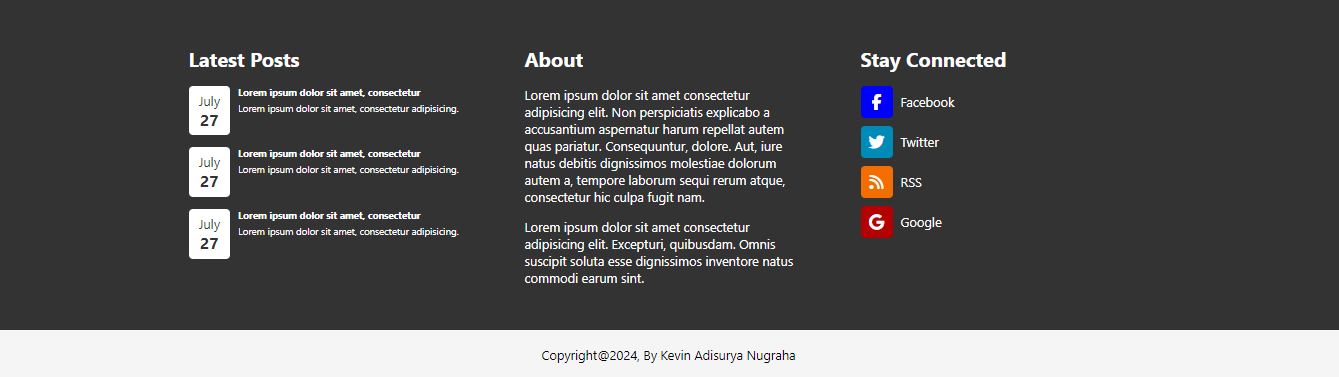 Latest Posts
July
27
Lorem ipsum dolor sit amet, consectetur
Lorem ipsum dolor sit amet, consectetur adipisicing.
July
27
Lorem ipsum dolor sit amet, consectetur
Lorem ipsum dolor sit amet, consectetur adipisicing.
July
27
Lorem ipsum dolor sit amet, consectetur
Lorem ipsum dolor sit amet, consectetur adipisicing.
About
Lorem ipsum dolor sit amet consectetur
adipisicing elit. Non perspiciatis explicabo a
accusantium aspernatur harum repellat autem
quas pariatur. Consequuntur, dolore. Aut, iure
natus debitis dignissimos molestiae dolorum
autem a, tempore laborum sequi rerum atque,
consectetur hic culpa fugit nam.
Lorem ipsum dolor sit amet consectetur
adipisicing elit. Excepturi, quibusdam. Omnis
suscipit soluta esse dignissimos inventore natus
commodi earum sint.
Stay Connected
Facebook
Twitter
RSS
Google
Copyright@2024, By Kevin Adisurya Nugraha